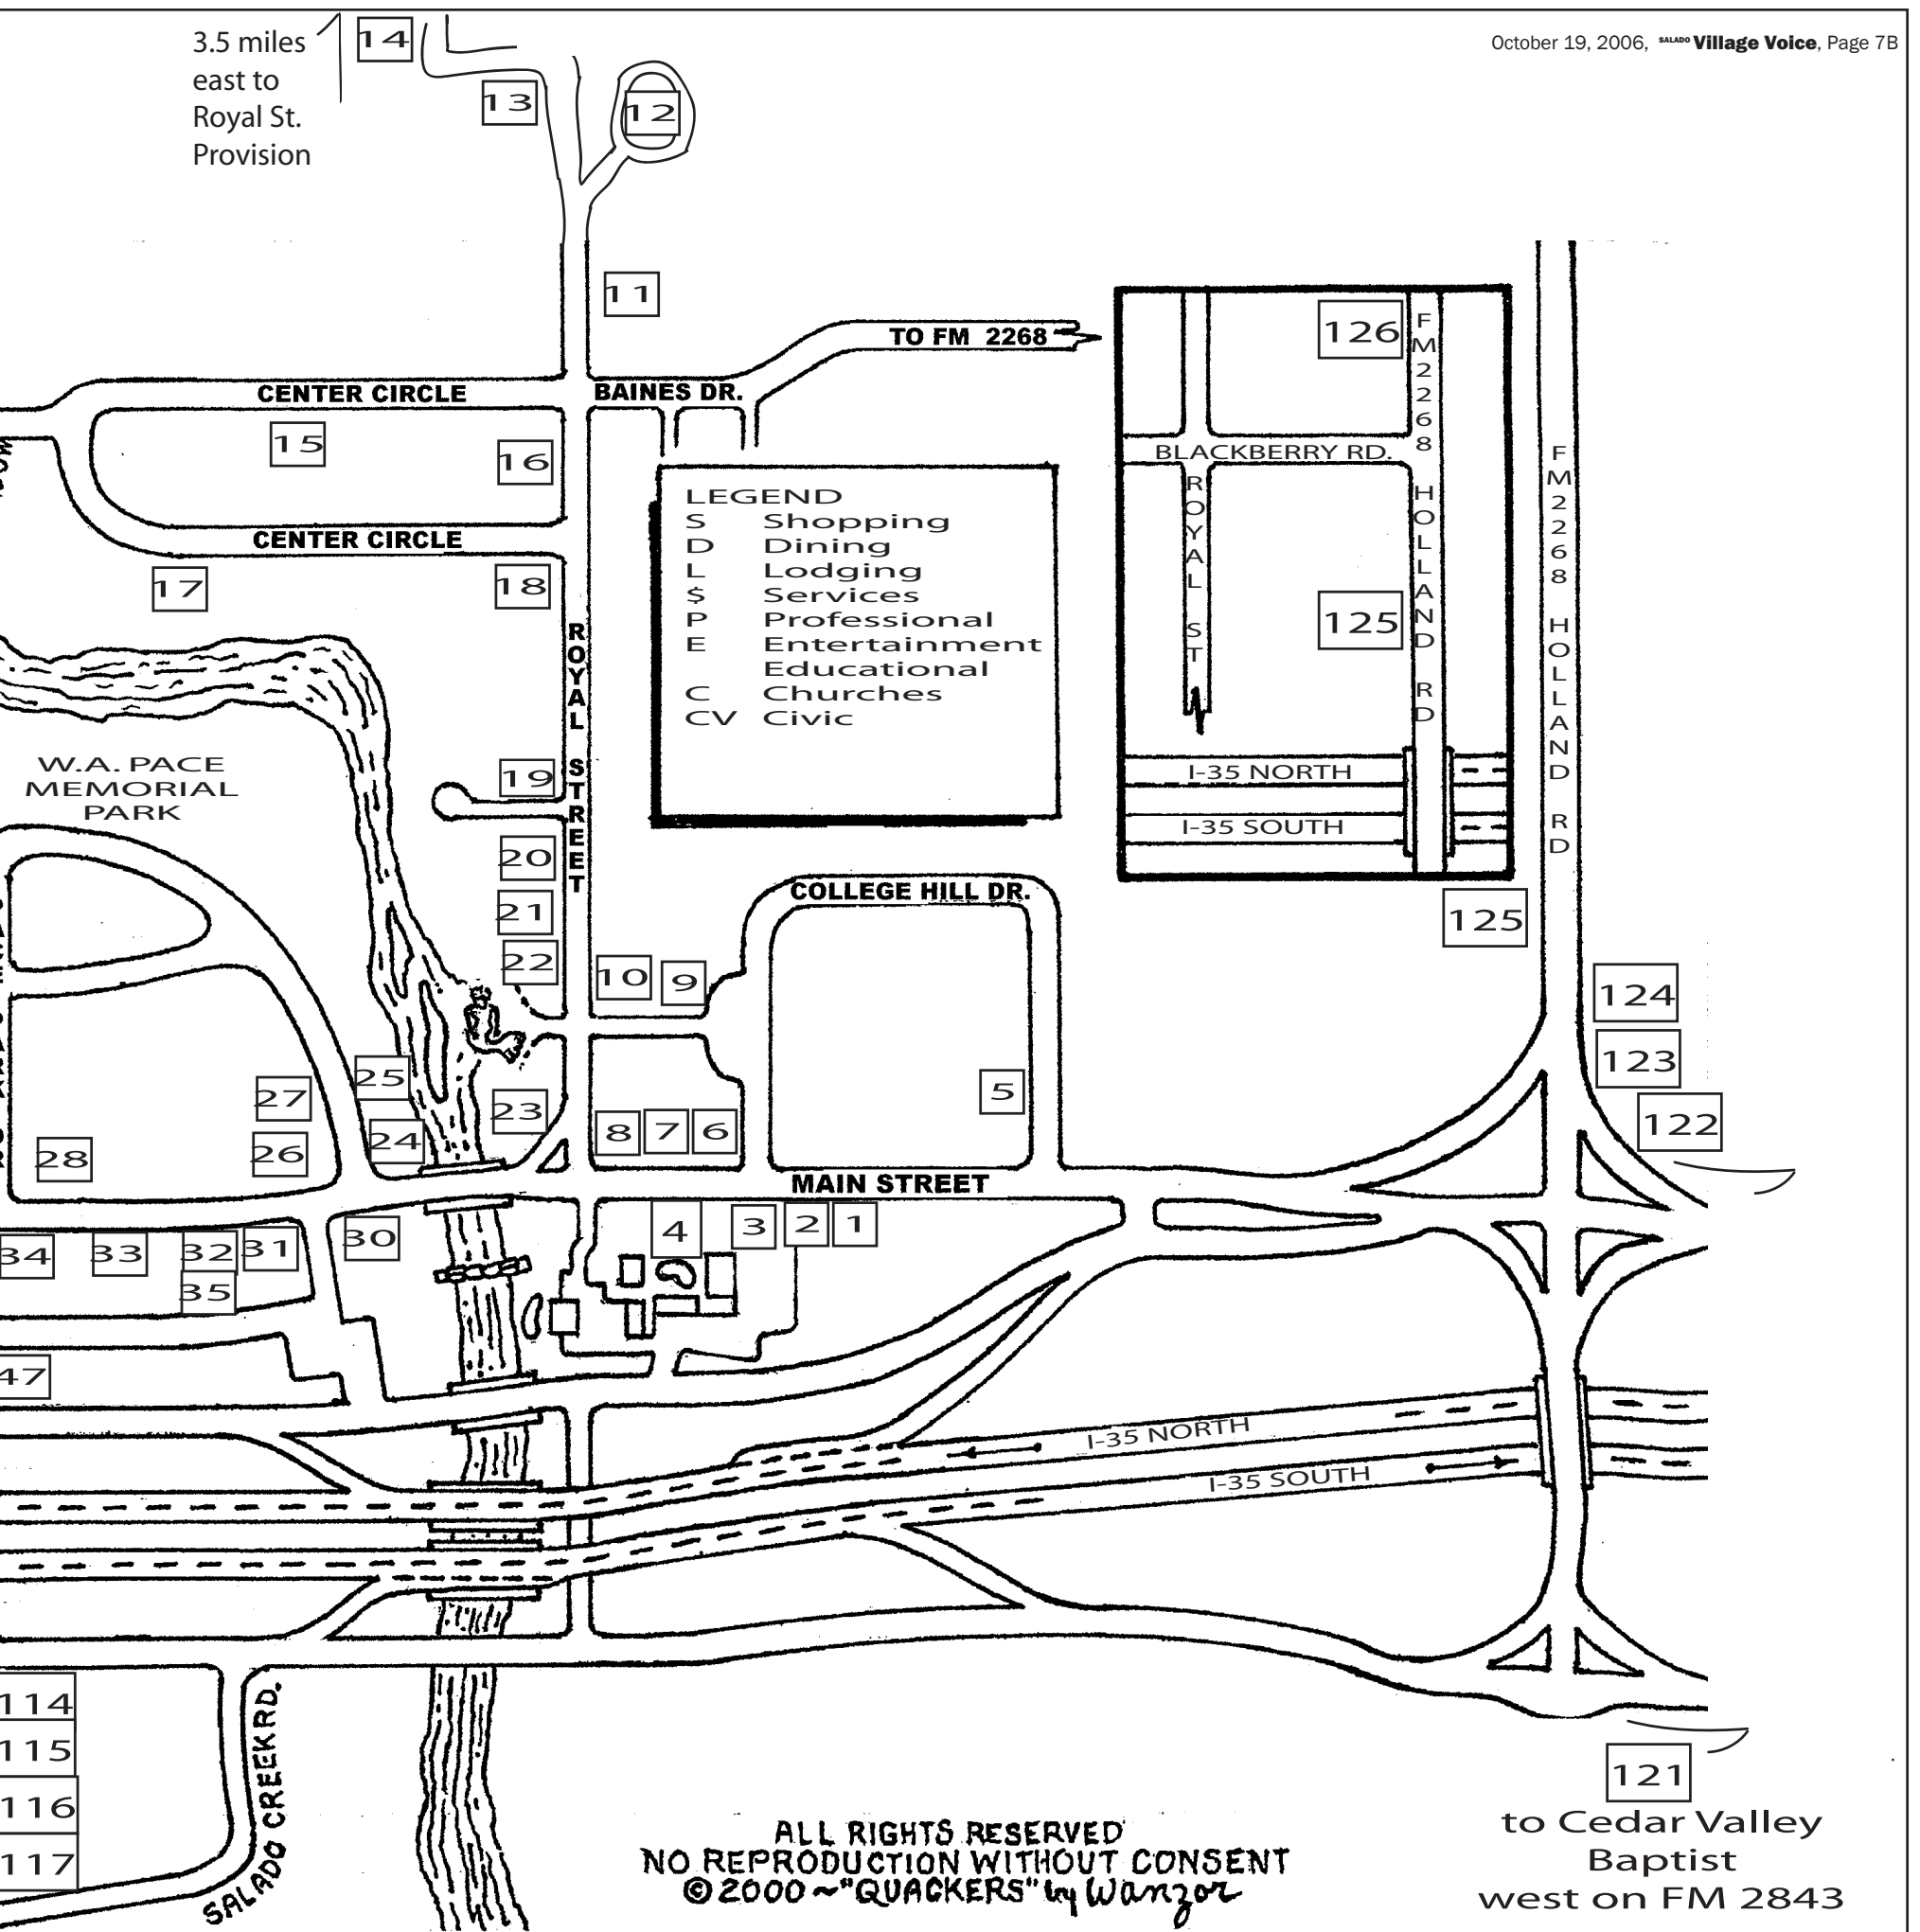 October 19, 2006, SALADO Village Voice, Page 7B
3.5 miles
east to
Royal St.
Provision
14
13
12
11
TO FM 2268
CENTER CIRCLE
BAINES DR.
15
16
CENTER CIRCLE
17
18
ROYAL STREET
LEGEND
S Shopping
D Dining
L Lodging
$ Services
P Professional
E Entertainment
Educational
C Churches
CV Civic
126
FM2268 HOLLAND RD
BLACKBERRY RD.
ROYAL ST
125
I-35 NORTH
I-35 SOUTH
FM2268 HOLLAND RD
W.A. PACE
MEMORIAL
PARK
19
20
21
22
10
9
COLLEGE HILL DR.
125
124
123
122
5
25
27
23
24
26
28
8
7
6
MAIN STREET
4
3
2
1
30
31
32
33
34
35
47
I-35 NORTH
I-35 SOUTH
114
115
116
117
SALADO CREEK RD.
121
to Cedar Valley
Baptist
west on FM 2843
ALL RIGHTS RESERVED
NO REPRODUCTION WITHOUT CONSENT
©2000 ~"QUACKERS" by Wanzor